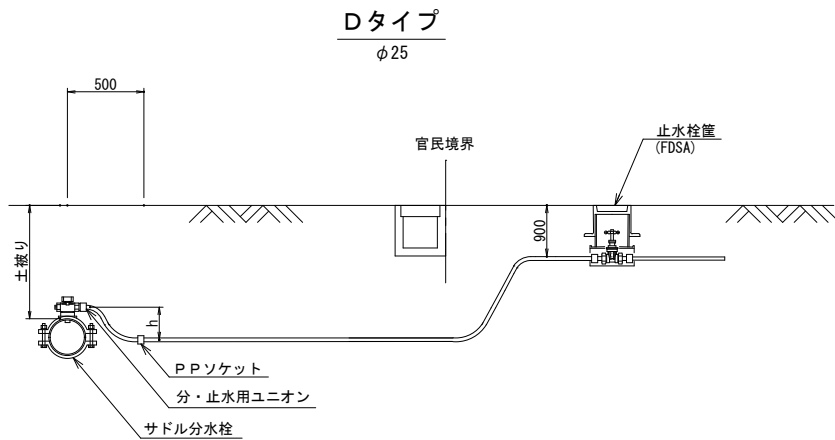 Dタイプ
φ25
500
官民境界
止水栓筐
(FDSA)
土被り
900
h
PPソケット
分・止水用ユニオン
サドル分水栓